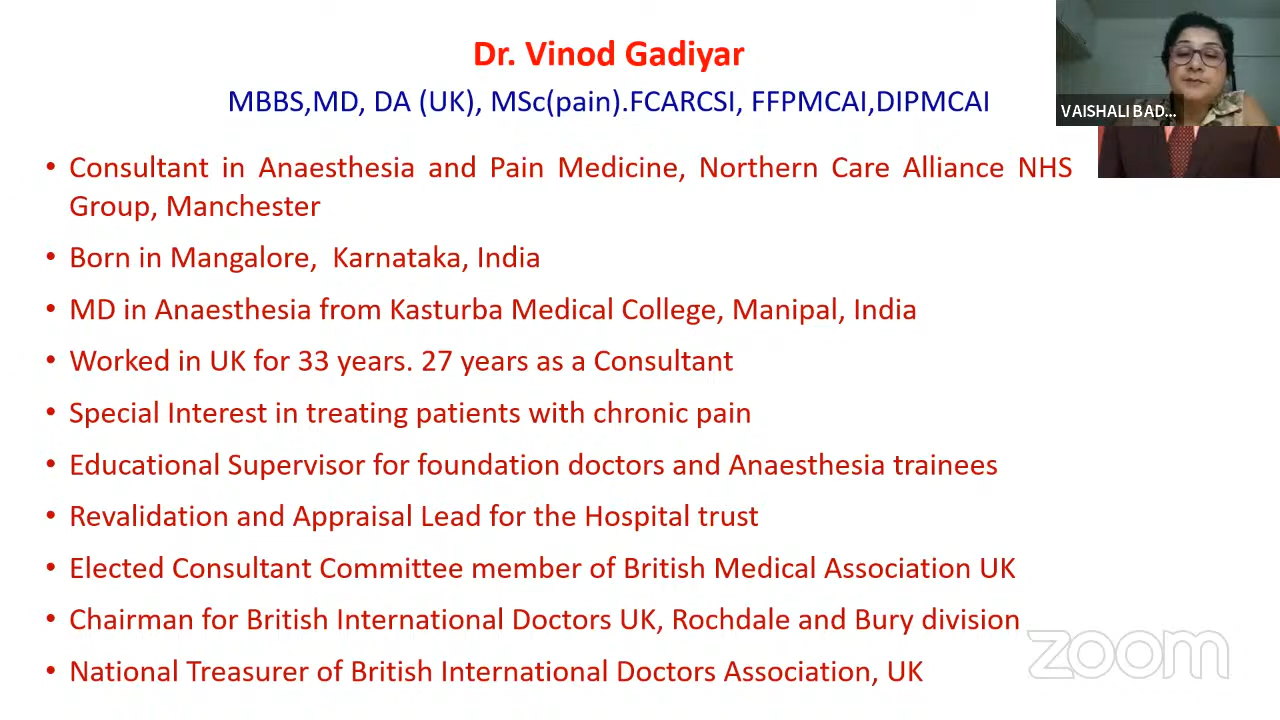 Dr. Vinod Gadiyar
MBBS,MD, DA (UK), MSc(pain).FCARCSI, FFPMCAI,DIPMCAI
VAISHALI BAD...
• Consultant in Anaesthesia and Pain Medicine, Northern Care Alliance NHS
Group, Manchester
• Born in Mangalore,  Karnataka, India
• MD in Anaesthesia from Kasturba Medical College, Manipal, India
• Worked in UK for 33 years. 27 years as a Consultant
• Special Interest in treating patients with chronic pain
• Educational Supervisor for foundation doctors and Anaesthesia trainees
• Revalidation and Appraisal Lead for the Hospital trust
• Elected Consultant Committee member of British Medical Association UK
• Chairman for British International Doctors UK, Rochdale and Bury division
• National Treasurer of British International Doctors Association, UK
zoom